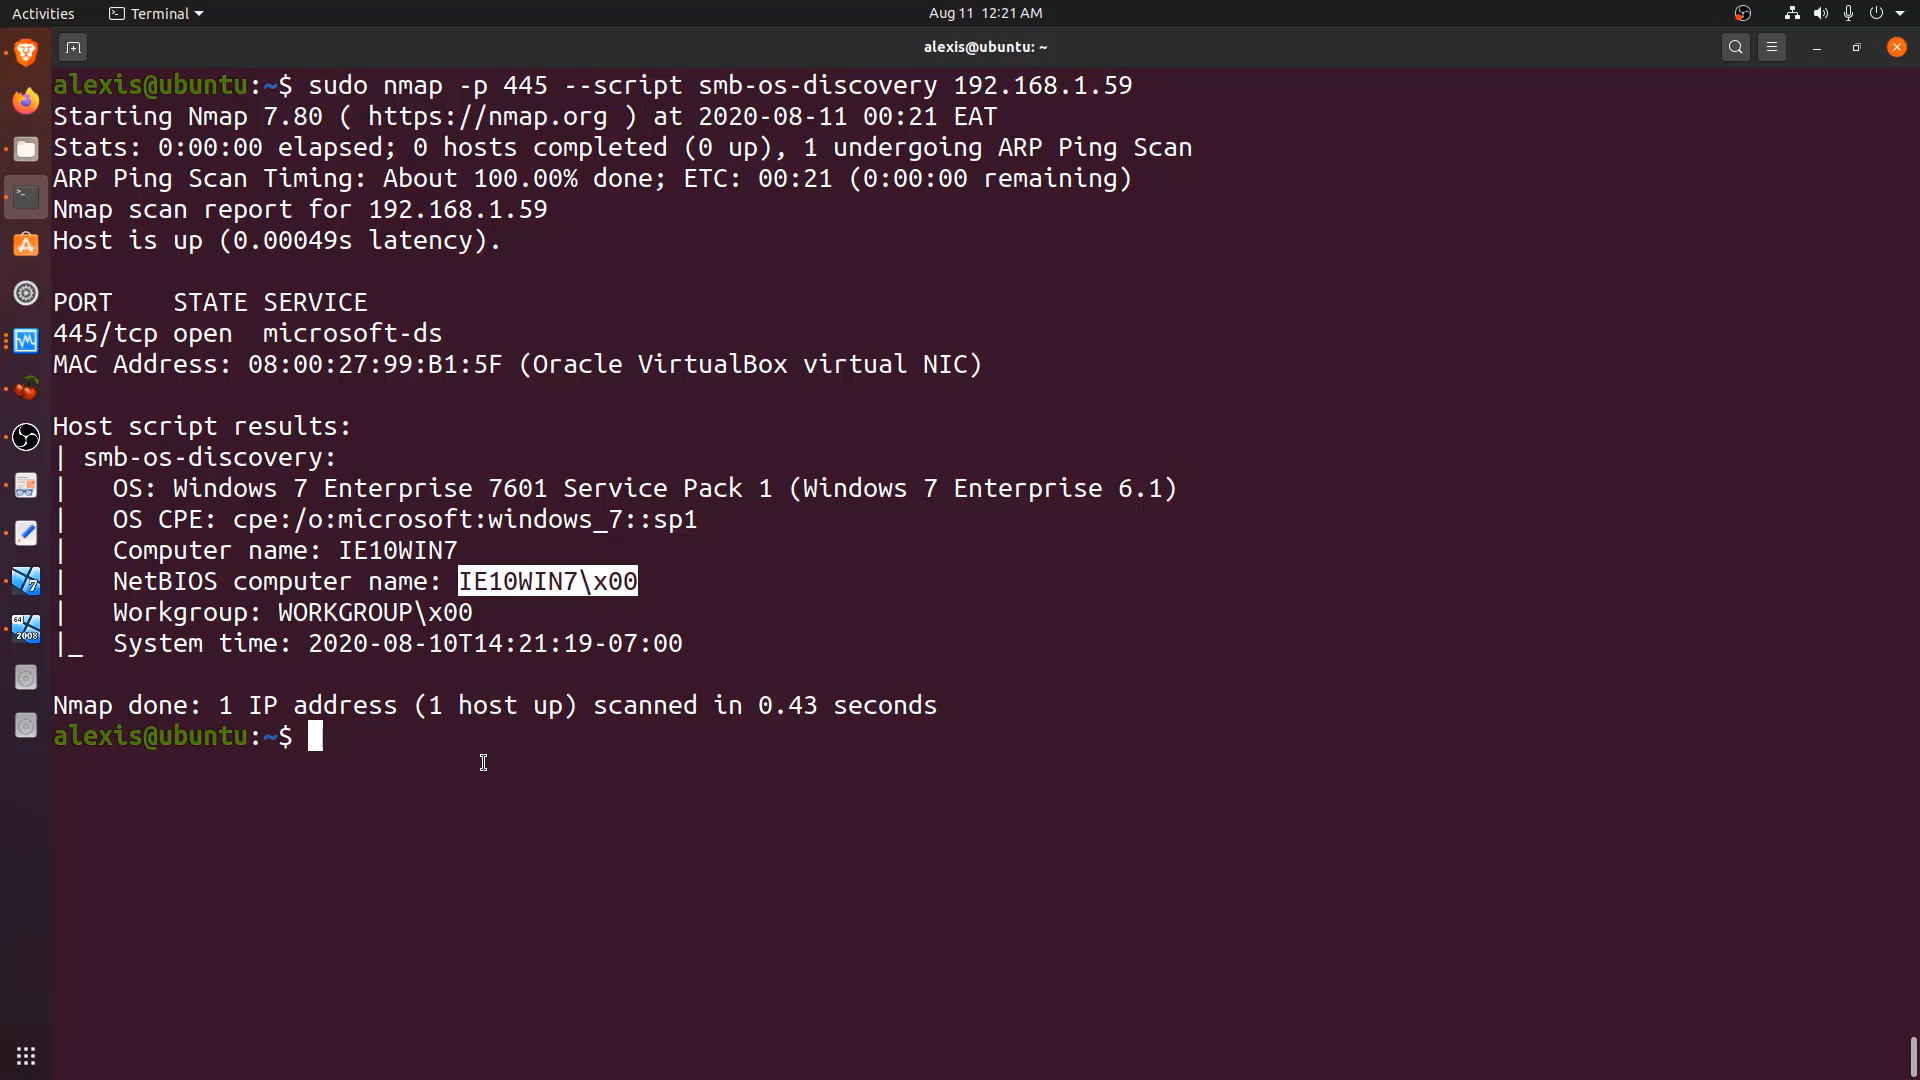 Activities
Terminal
Aug 11 12:21 AM
alexis@ubuntu: ~
alexis@ubuntu:~$ sudo nmap -p 445 --script smb-os-discovery 192.168.1.59
Starting Nmap 7.80 ( https://nmap.org ) at 2020-08-11 00:21 EAT
Stats: 0:00:00 elapsed; 0 hosts completed (0 up), 1 undergoing ARP Ping Scan
ARP Ping Scan Timing: About 100.00% done; ETC: 00:21 (0:00:00 remaining)
Nmap scan report for 192.168.1.59
Host is up (0.00049s latency).
PORT    STATE SERVICE
445/tcp open  microsoft-ds
MAC Address: 08:00:27:99:B1:5F (Oracle VirtualBox virtual NIC)
Host script results:
| smb-os-discovery:
|   OS: Windows 7 Enterprise 7601 Service Pack 1 (Windows 7 Enterprise 6.1)
|   OS CPE: cpe:/o:microsoft:windows_7::sp1
|   Computer name: IE10WIN7
|   NetBIOS computer name: IE10WIN7\x00
|   Workgroup: WORKGROUP\x00
|_  System time: 2020-08-10T14:21:19-07:00
Nmap done: 1 IP address (1 host up) scanned in 0.43 seconds
alexis@ubuntu:~$
7
64
2008